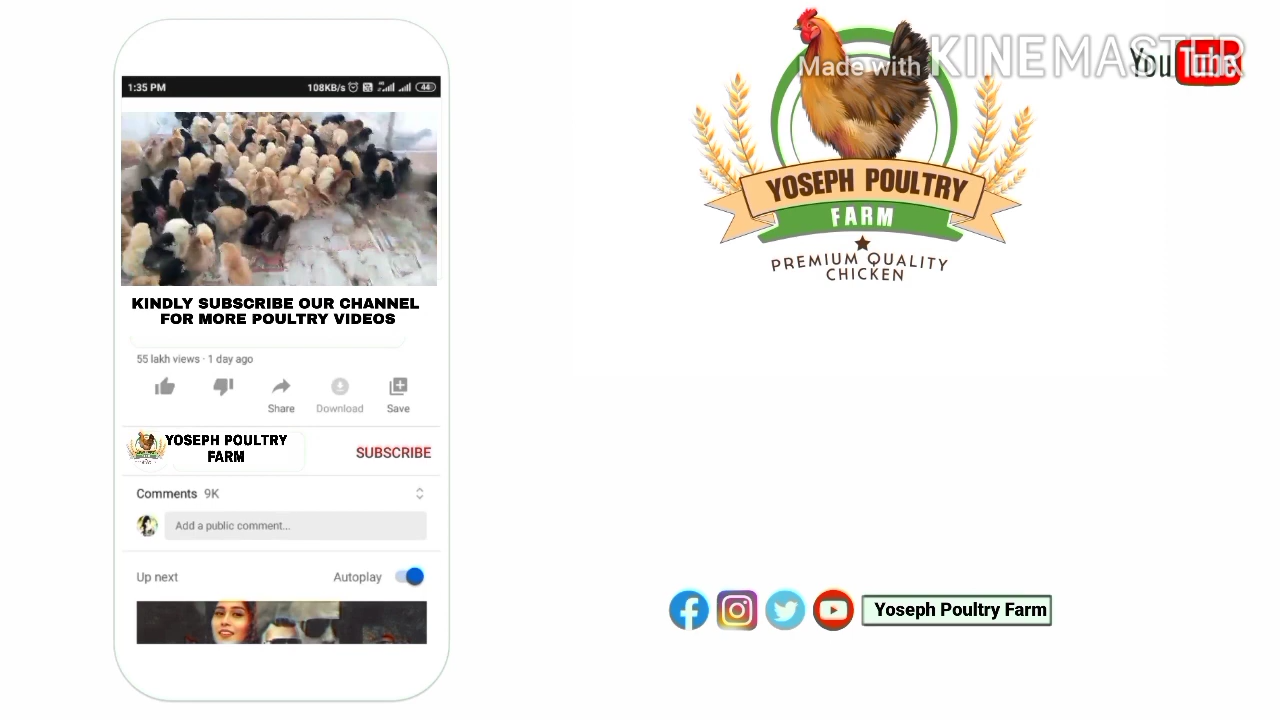 1:35 PM
108KB/s
44
KINDLY SUBSCRIBE OUR CHANNEL
FOR MORE POULTRY VIDEOS
55 lakh views · 1 day ago
Share
Download
Save
YOSEPH POULTRY
FARM
SUBSCRIBE
Comments 9K
Add a public comment...
Up next
Autoplay
Made with KINEMASTER
YouTube
YOSEPH POULTRY
FARM
PREMIUM QUALITY
CHICKEN
Yoseph Poultry Farm